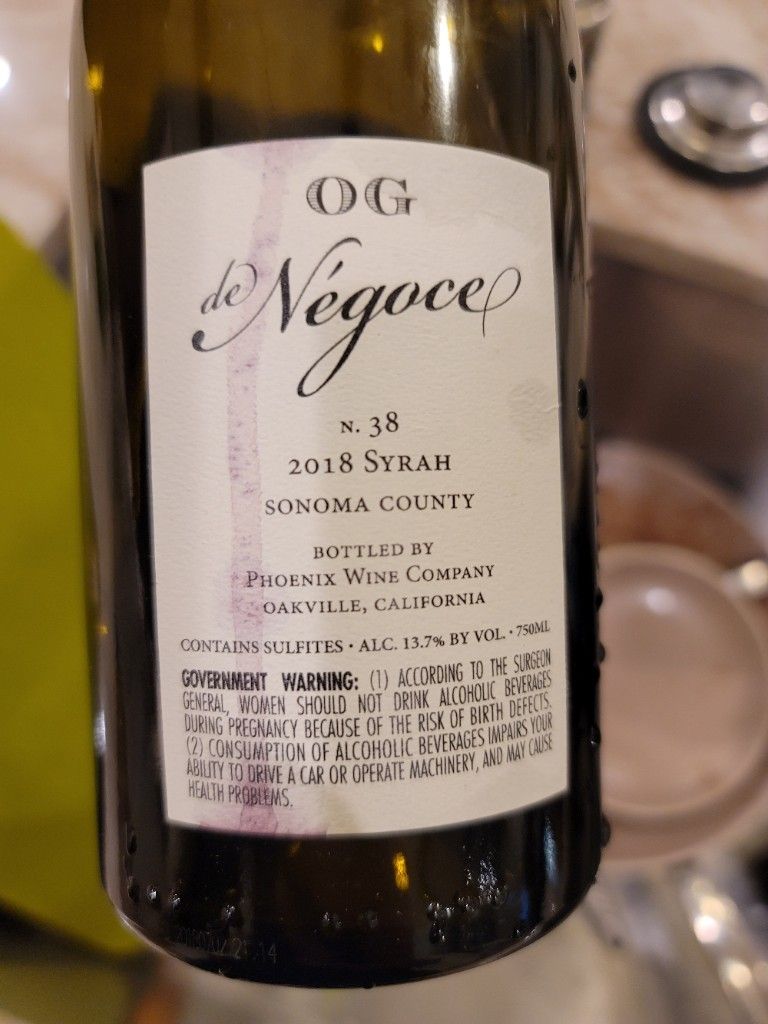 OG
de Négoce
N. 38
2018 SYRAH
SONOMA COUNTY
BOTTLED BY
PHOENIX WINE COMPANY
OAKVILLE, CALIFORNIA
CONTAINS SULFITES · ALC. 13.7% BY VOL. · 750ML
GOVERNMENT WARNING: (1) ACCORDING TO THE SURGEON
GENERAL, WOMEN SHOULD NOT DRINK ALCOHOLIC BEVERAGES
DURING PREGNANCY BECAUSE OF THE RISK OF BIRTH DEFECTS.
(2) CONSUMPTION OF ALCOHOLIC BEVERAGES IMPAIRS YOUR
ABILITY TO DRIVE A CAR OR OPERATE MACHINERY, AND MAY CAUSE
HEALTH PROBLEMS.